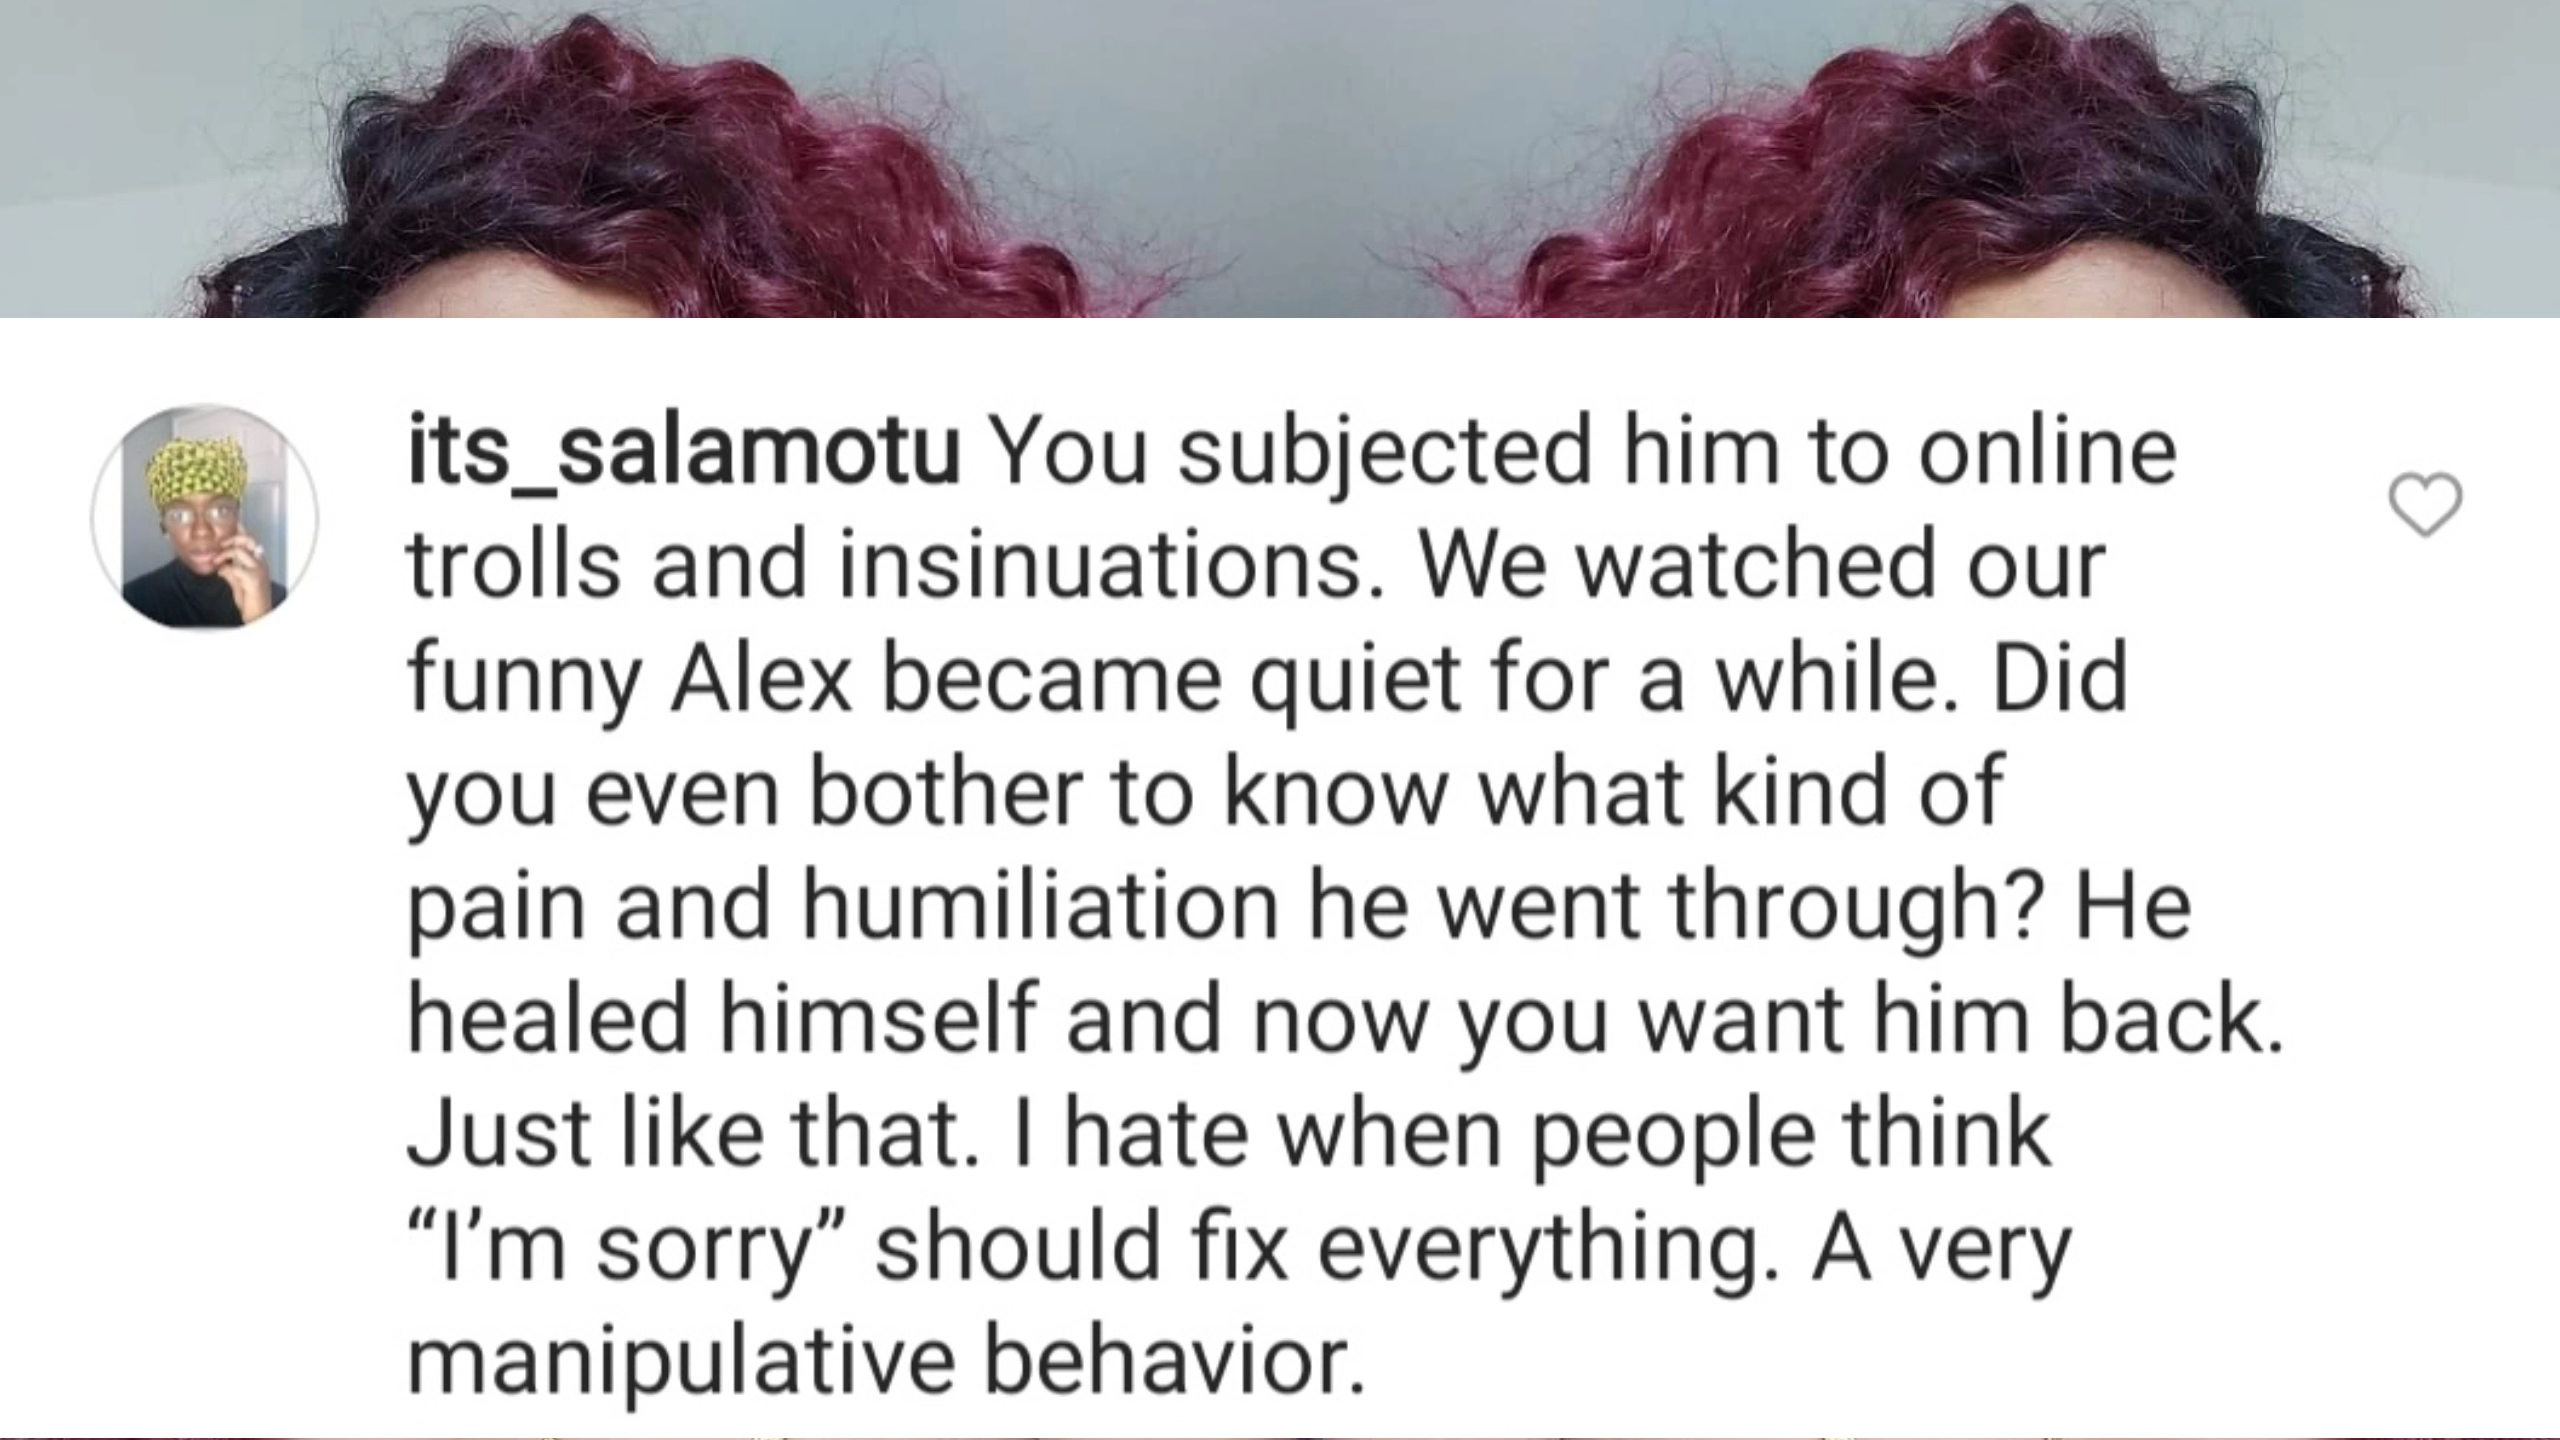 its_salamotu You subjected him to online
trolls and insinuations. We watched our
funny Alex became quiet for a while. Did
you even bother to know what kind of
pain and humiliation he went through? He
healed himself and now you want him back.
Just like that. I hate when people think
“I’m sorry” should fix everything. A very
manipulative behavior.